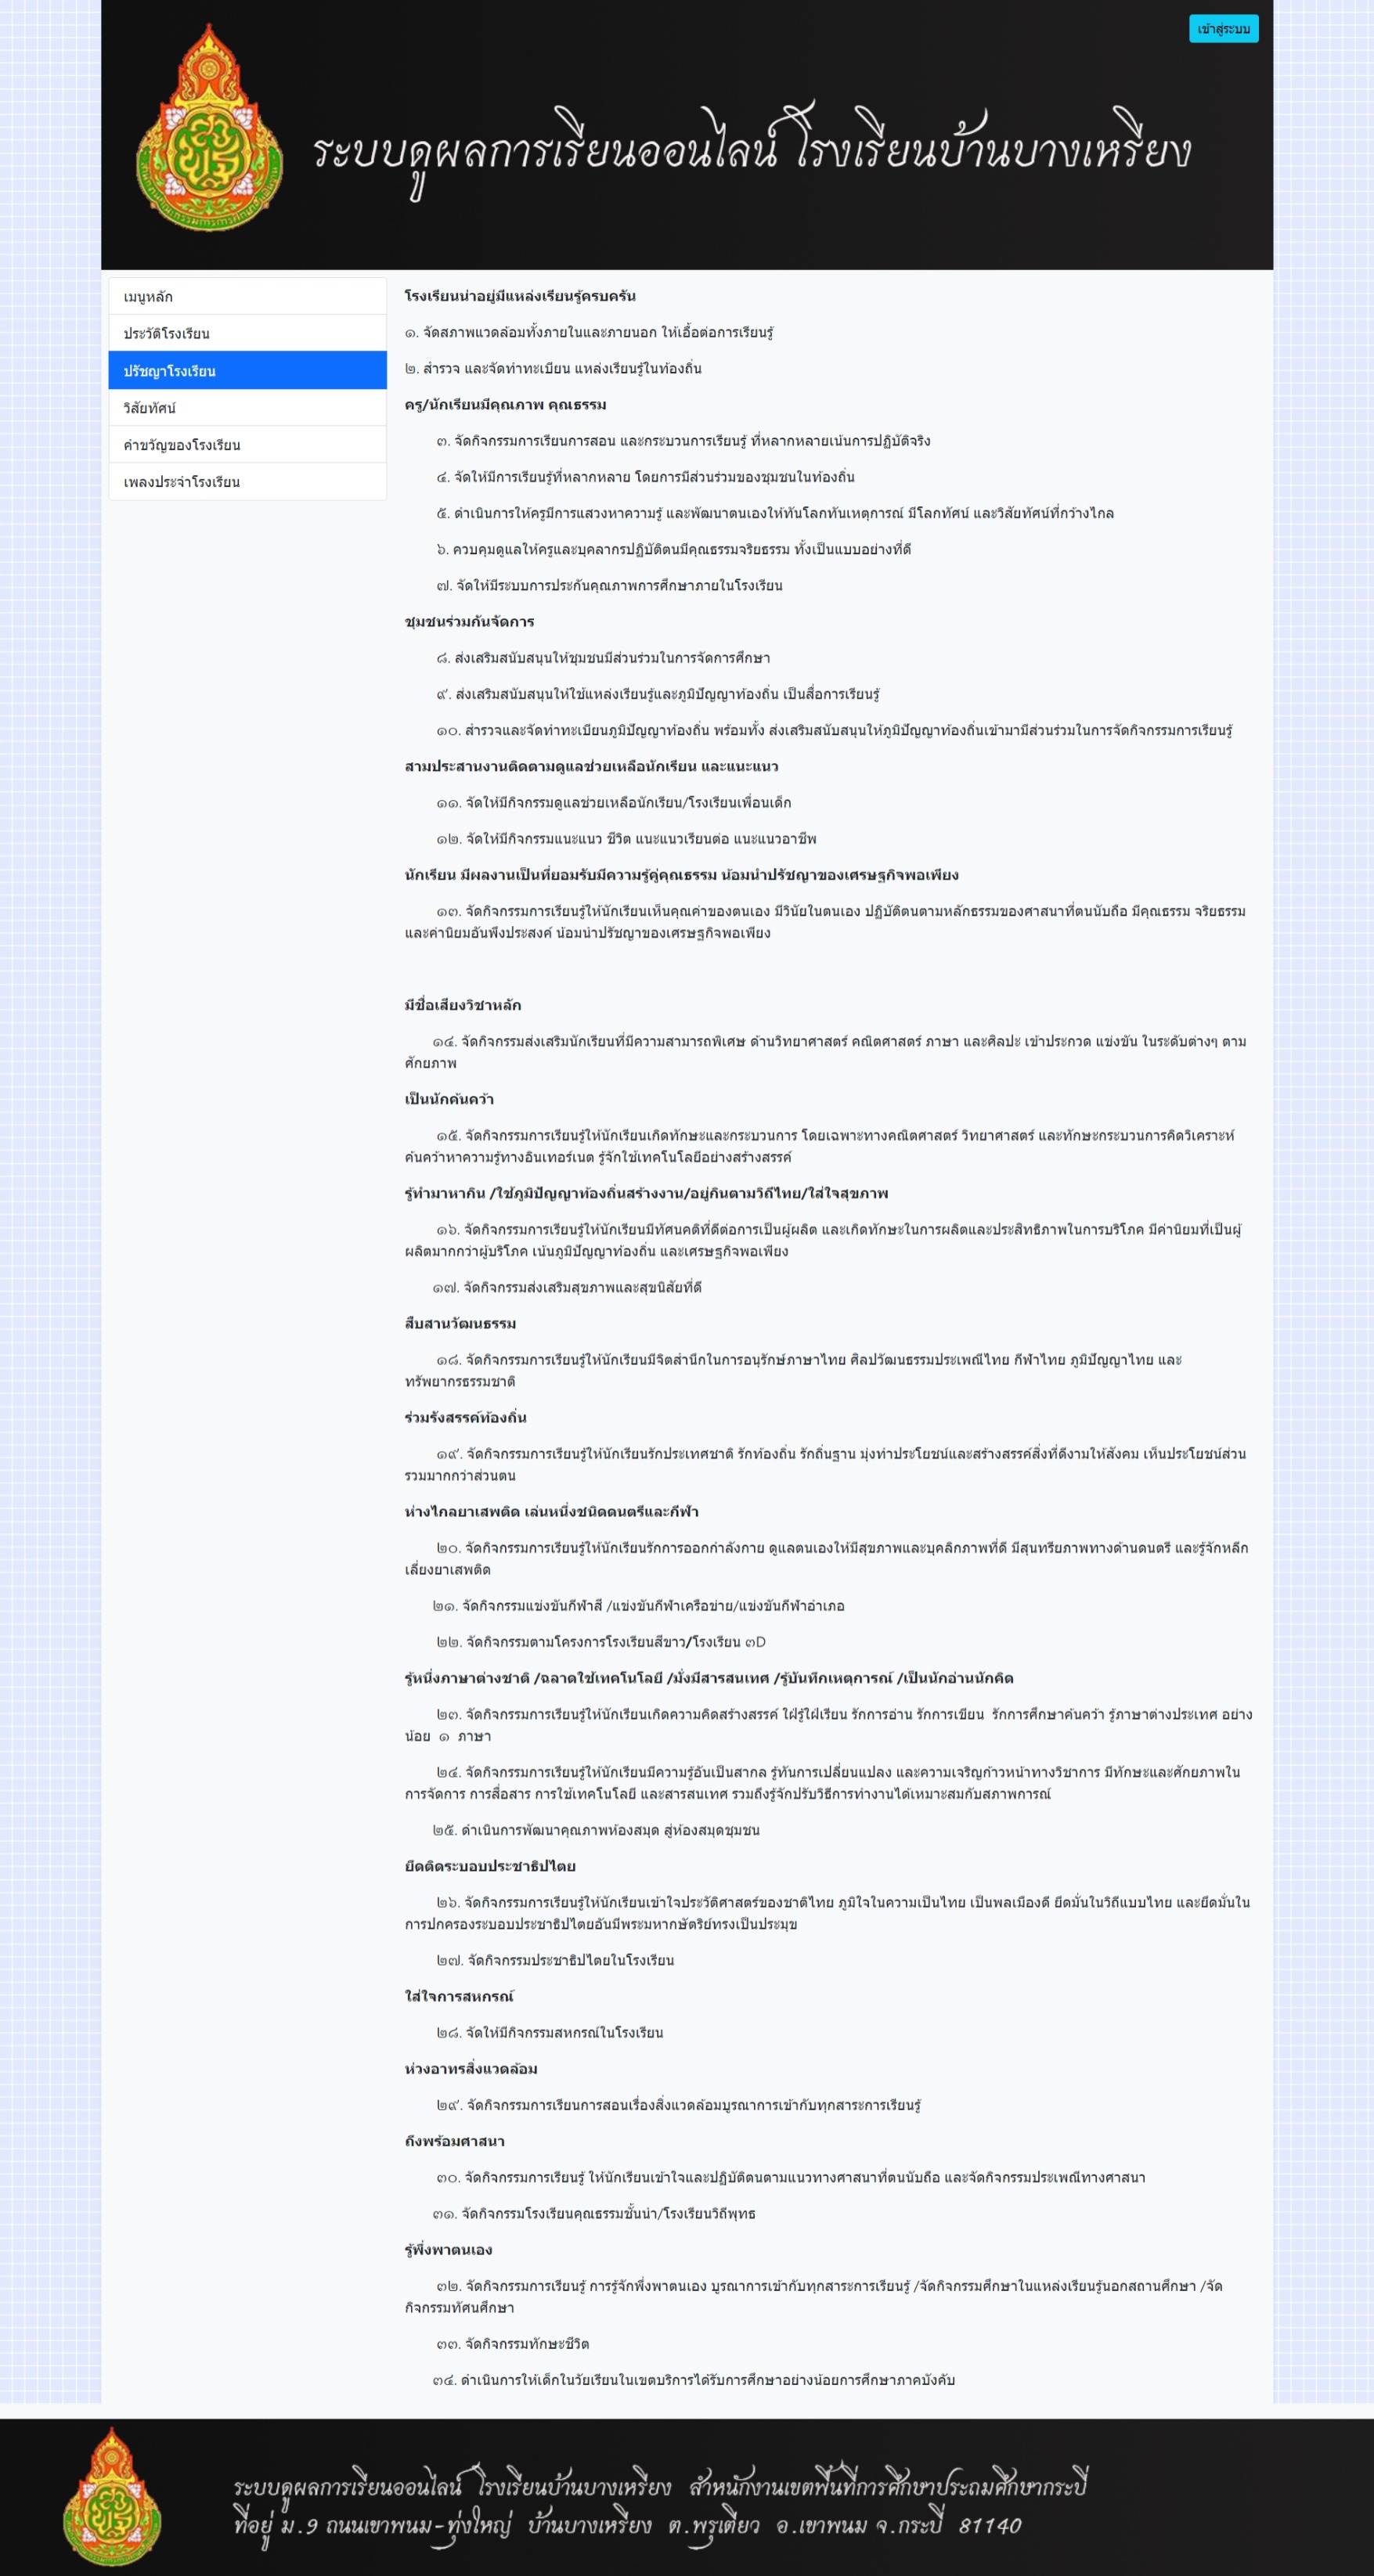 เข้าสู่ระบบ
ระบบดูผลการเรียนออนไลน์ โรงเรียนบ้านบางเหรียง
เมนูหลัก
ประวัติโรงเรียน
ปรัชญาโรงเรียน
วิสัยทัศน์
คำขวัญของโรงเรียน
เพลงประจำโรงเรียน
โรงเรียนน่าอยู่มีแหล่งเรียนรู้ครบครัน
๑. จัดสภาพแวดล้อมทั้งภายในและภายนอก ให้เอื้อต่อการเรียนรู้
๒. สำรวจ และจัดทำทะเบียน แหล่งเรียนรู้ในท้องถิ่น
ครู/นักเรียนมีคุณภาพ คุณธรรม
๓. จัดกิจกรรมการเรียนการสอน และกระบวนการเรียนรู้ ที่หลากหลายเน้นการปฏิบัติจริง
๔. จัดให้มีการเรียนรู้ที่หลากหลาย โดยการมีส่วนร่วมของชุมชนในท้องถิ่น
๕. ดำเนินการให้ครูมีการแสวงหาความรู้ และพัฒนาตนเองให้ทันโลกทันเหตุการณ์ มีโลกทัศน์ และวิสัยทัศน์ที่กว้างไกล
๖. ควบคุมดูแลให้ครูและบุคลากรปฏิบัติตนมีคุณธรรมจริยธรรม ทั้งเป็นแบบอย่างที่ดี
๗. จัดให้มีระบบการประกันคุณภาพการศึกษาภายในโรงเรียน
ชุมชนร่วมกันจัดการ
๘. ส่งเสริมสนับสนุนให้ชุมชนมีส่วนร่วมในการจัดการศึกษา
๙. ส่งเสริมสนับสนุนให้ใช้แหล่งเรียนรู้และภูมิปัญญาท้องถิ่น เป็นสื่อการเรียนรู้
๑๐. สำรวจและจัดทำทะเบียนภูมิปัญญาท้องถิ่น พร้อมทั้ง ส่งเสริมสนับสนุนให้ภูมิปัญญาท้องถิ่นเข้ามามีส่วนร่วมในการจัดกิจกรรมการเรียนรู้
สามประสานงานติดตามดูแลช่วยเหลือนักเรียน และแนะแนว
๑๑. จัดให้มีกิจกรรมดูแลช่วยเหลือนักเรียน/โรงเรียนเพื่อนเด็ก
๑๒. จัดให้มีกิจกรรมแนะแนว ชีวิต แนะแนวเรียนต่อ แนะแนวอาชีพ
นักเรียน มีผลงานเป็นที่ยอมรับมีความรู้คู่คุณธรรม น้อมนำปรัชญาของเศรษฐกิจพอเพียง
๑๓. จัดกิจกรรมการเรียนรู้ให้นักเรียนเห็นคุณค่าของตนเอง มีวินัยในตนเอง ปฏิบัติตนตามหลักธรรมของศาสนาที่ตนนับถือ มีคุณธรรม จริยธรรม
และค่านิยมอันพึงประสงค์ น้อมนำปรัชญาของเศรษฐกิจพอเพียง
มีชื่อเสียงวิชาหลัก
๑๔. จัดกิจกรรมส่งเสริมนักเรียนที่มีความสามารถพิเศษ ด้านวิทยาศาสตร์ คณิตศาสตร์ ภาษา และศิลปะ เข้าประกวด แข่งขัน ในระดับต่างๆ ตาม
ศักยภาพ
เป็นนักค้นคว้า
๑๕. จัดกิจกรรมการเรียนรู้ให้นักเรียนเกิดทักษะและกระบวนการ โดยเฉพาะทางคณิตศาสตร์ วิทยาศาสตร์ และทักษะกระบวนการคิดวิเคราะห์
ค้นคว้าหาความรู้ทางอินเทอร์เนต รู้จักใช้เทคโนโลยีอย่างสร้างสรรค์
รู้ทำมาหากิน /ใช้ภูมิปัญญาท้องถิ่นสร้างงาน/อยู่กินตามวิถีไทย/ใส่ใจสุขภาพ
๑๖. จัดกิจกรรมการเรียนรู้ให้นักเรียนมีทัศนคติที่ดีต่อการเป็นผู้ผลิต และเกิดทักษะในการผลิตและประสิทธิภาพในการบริโภค มีค่านิยมที่เป็นผู้
ผลิตมากกว่าผู้บริโภค เน้นภูมิปัญญาท้องถิ่น และเศรษฐกิจพอเพียง
๑๗. จัดกิจกรรมส่งเสริมสุขภาพและสุขนิสัยที่ดี
สืบสานวัฒนธรรม
๑๘. จัดกิจกรรมการเรียนรู้ให้นักเรียนมีจิตสำนึกในการอนุรักษ์ภาษาไทย ศิลปวัฒนธรรมประเพณีไทย กีฬาไทย ภูมิปัญญาไทย และ
ทรัพยากรธรรมชาติ
ร่วมรังสรรค์ท้องถิ่น
๑๙. จัดกิจกรรมการเรียนรู้ให้นักเรียนรักประเทศชาติ รักท้องถิ่น รักถิ่นฐาน มุ่งทำประโยชน์และสร้างสรรค์สิ่งที่ดีงามให้สังคม เห็นประโยชน์ส่วน
รวมมากกว่าส่วนตน
ห่างไกลยาเสพติด เล่นหนึ่งชนิดดนตรีและกีฬา
๒๐. จัดกิจกรรมการเรียนรู้ให้นักเรียนรักการออกกำลังกาย ดูแลตนเองให้มีสุขภาพและบุคลิกภาพที่ดี มีสุนทรียภาพทางด้านดนตรี และรู้จักหลีก
เลี่ยงยาเสพติด
๒๑. จัดกิจกรรมแข่งขันกีฬาสี /แข่งขันกีฬาเครือข่าย/แข่งขันกีฬาอำเภอ
๒๒. จัดกิจกรรมตามโครงการโรงเรียนสีขาว/โรงเรียน ๓D
รู้หนึ่งภาษาต่างชาติ /ฉลาดใช้เทคโนโลยี /มั่งมีสารสนเทศ /รู้บันทึกเหตุการณ์ /เป็นนักอ่านนักคิด
๒๓. จัดกิจกรรมการเรียนรู้ให้นักเรียนเกิดความคิดสร้างสรรค์ ใฝ่รู้ใฝ่เรียน รักการอ่าน รักการเขียน รักการศึกษาค้นคว้า รู้ภาษาต่างประเทศ อย่าง
น้อย ๑ ภาษา
๒๔. จัดกิจกรรมการเรียนรู้ให้นักเรียนมีความรู้อันเป็นสากล รู้ทันการเปลี่ยนแปลง และความเจริญก้าวหน้าทางวิชาการ มีทักษะและศักยภาพใน
การจัดการ การสื่อสาร การใช้เทคโนโลยี และสารสนเทศ รวมถึงรู้จักปรับวิธีการทำงานได้เหมาะสมกับสภาพการณ์
๒๕. ดำเนินการพัฒนาคุณภาพห้องสมุด สู่ห้องสมุดชุมชน
ยึดติดระบอบประชาธิปไตย
๒๖. จัดกิจกรรมการเรียนรู้ให้นักเรียนเข้าใจประวัติศาสตร์ของชาติไทย ภูมิใจในความเป็นไทย เป็นพลเมืองดี ยึดมั่นในวิถีแบบไทย และยึดมั่นใน
การปกครองระบอบประชาธิปไตยอันมีพระมหากษัตริย์ทรงเป็นประมุข
๒๗. จัดกิจกรรมประชาธิปไตยในโรงเรียน
ใส่ใจการสหกรณ์
๒๘. จัดให้มีกิจกรรมสหกรณ์ในโรงเรียน
ห่วงอาทรสิ่งแวดล้อม
๒๙. จัดกิจกรรมการเรียนการสอนเรื่องสิ่งแวดล้อมบูรณาการเข้ากับทุกสาระการเรียนรู้
ถึงพร้อมศาสนา
๓๐. จัดกิจกรรมการเรียนรู้ ให้นักเรียนเข้าใจและปฏิบัติตนตามแนวทางศาสนาที่ตนนับถือ และจัดกิจกรรมประเพณีทางศาสนา
๓๑. จัดกิจกรรมโรงเรียนคุณธรรมชั้นนำ/โรงเรียนวิถีพุทธ
รู้พึ่งพาตนเอง
๓๒. จัดกิจกรรมการเรียนรู้ การรู้จักพึ่งพาตนเอง บูรณาการเข้ากับทุกสาระการเรียนรู้ /จัดกิจกรรมศึกษาในแหล่งเรียนรู้นอกสถานศึกษา /จัด
กิจกรรมทัศนศึกษา
๓๓. จัดกิจกรรมทักษะชีวิต
๓๔. ดำเนินการให้เด็กในวัยเรียนในเขตบริการได้รับการศึกษาอย่างน้อยการศึกษาภาคบังคับ
ระบบดูผลการเรียนออนไลน์ โรงเรียนบ้านบางเหรียง สำหนักงานเขตพื้นที่การศึกษาประถมศึกษากระบี่
ที่อยู่ ม.9 ถนนเขาพนม-ทุ่งใหญ่ บ้านบางเหรียง ต.พรุเตียว อ.เขาพนม จ.กระบี่ 81140